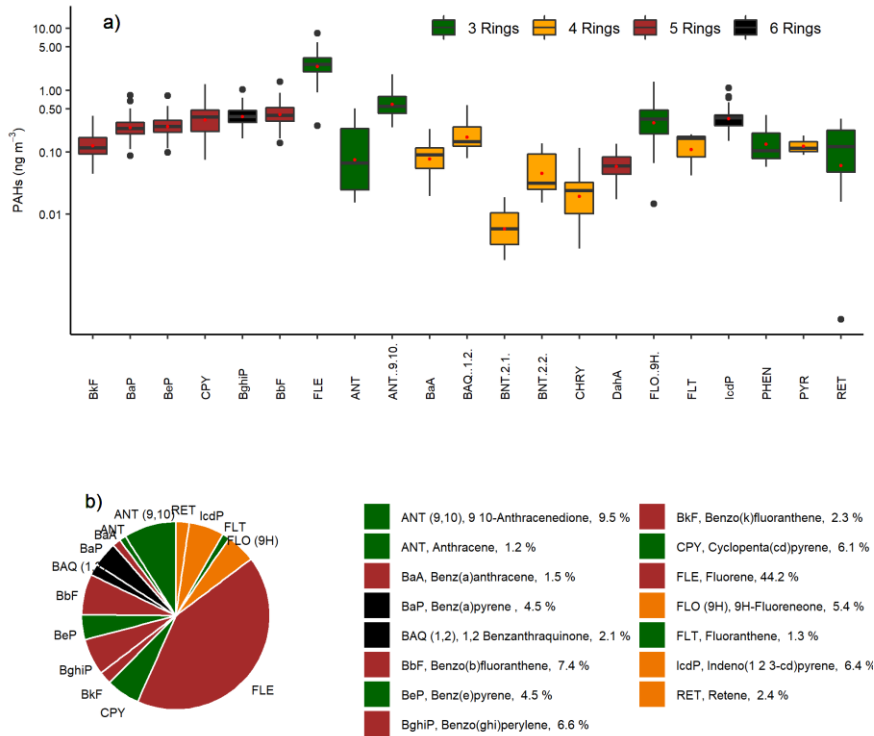 a)
3 Rings 4 Rings 5 Rings 6 Rings
PAHs (ng m⁻³)
10.00
5.00
1.00
0.50
0.10
0.01
BkF BaP BeP CPY BghiP BbF FLE ANT ANT..9.10. BaA BAQ..1.2. BNT.2.1. BNT.2.2. CHRY DahA FLO..9H. FLT IcdP PHEN PYR RET
b)
ANT (9,10)
RET
IcdP
FLT
FLO (9H)
ANT
BaA
BaP
BAQ (1,2
BbF
BeP
BghiP
BkF
CPY
FLE
ANT (9,10), 9 10-Anthracenedione, 9.5 %
ANT, Anthracene, 1.2 %
BaA, Benz(a)anthracene, 1.5 %
BaP, Benz(a)pyrene , 4.5 %
BAQ (1,2), 1,2 Benzanthraquinone, 2.1 %
BbF, Benzo(b)fluoranthene, 7.4 %
BeP, Benz(e)pyrene, 4.5 %
BghiP, Benzo(ghi)perylene, 6.6 %
BkF, Benzo(k)fluoranthene, 2.3 %
CPY, Cyclopenta(cd)pyrene, 6.1 %
FLE, Fluorene, 44.2 %
FLO (9H), 9H-Fluoreneone, 5.4 %
FLT, Fluoranthene, 1.3 %
IcdP, Indeno(1 2 3-cd)pyrene, 6.4 %
RET, Retene, 2.4 %